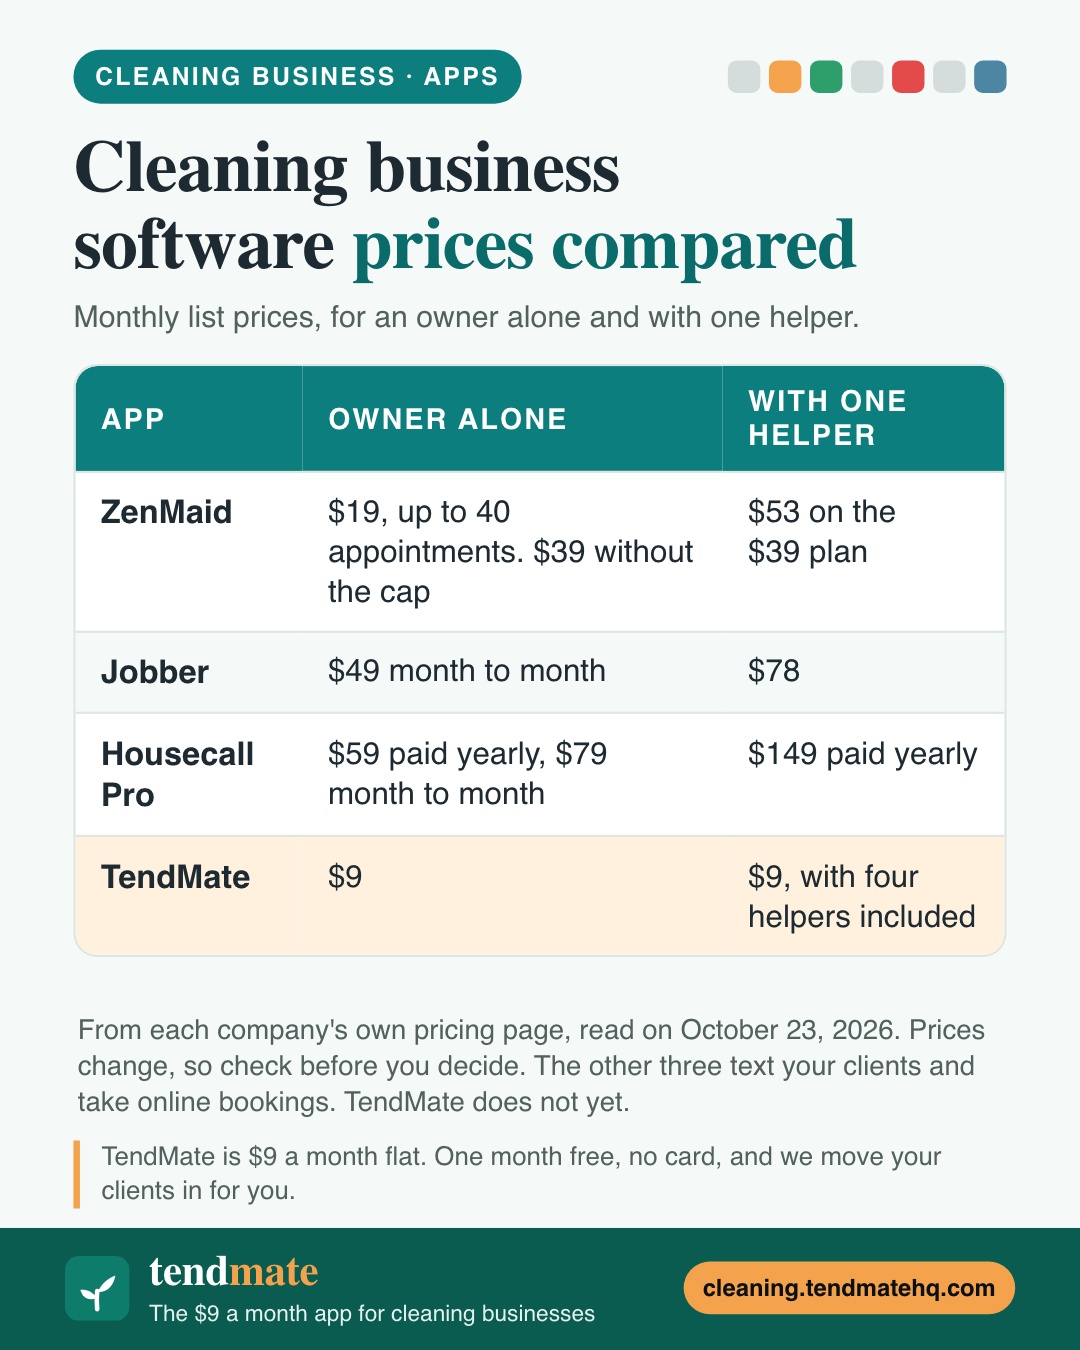 CLEANING BUSINESS · APPS
Cleaning business
software prices compared
Monthly list prices, for an owner alone and with one helper.
APP
OWNER ALONE
WITH ONE
HELPER
ZenMaid
$19, up to 40
appointments. $39 without
the cap
$53 on the
$39 plan
Jobber
$49 month to month
$78
Housecall
Pro
$59 paid yearly, $79
month to month
$149 paid yearly
TendMate
$9
$9, with four
helpers included
From each company's own pricing page, read on October 23, 2026. Prices
change, so check before you decide. The other three text your clients and
take online bookings. TendMate does not yet.
TendMate is $9 a month flat. One month free, no card, and we move your
clients in for you.
tendmate
The $9 a month app for cleaning businesses
cleaning.tendmatehq.com